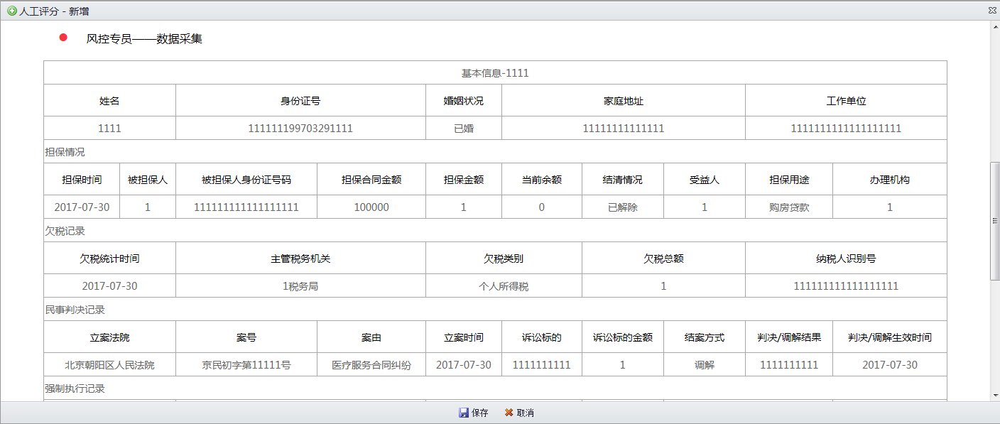 人工评分 - 新增
风控专员——数据采集
基本信息-1111
姓名 身份证号 婚姻状况 家庭地址 工作单位
1111 111111199703291111 已婚 11111111111111 1111111111111111111
担保情况
担保时间 被担保人 被担保人身份证号码 担保合同金额 担保金额 当前余额 结清情况 受益人 担保用途 办理机构
2017-07-30 1 111111111111111111 100000 1 0 已解除 1 购房贷款 1
欠税记录
欠税统计时间 主管税务机关 欠税类别 欠税总额 纳税人识别号
2017-07-30 1税务局 个人所得税 1 111111111111111111
民事判决记录
立案法院 案号 案由 立案时间 诉讼标的 诉讼标的金额 结案方式 判决/调解结果 判决/调解生效时间
北京朝阳区人民法院 京民初字第11111号 医疗服务合同纠纷 2017-07-30 1111111111 1 调解 1111111111 2017-07-30
强制执行记录
保存 取消